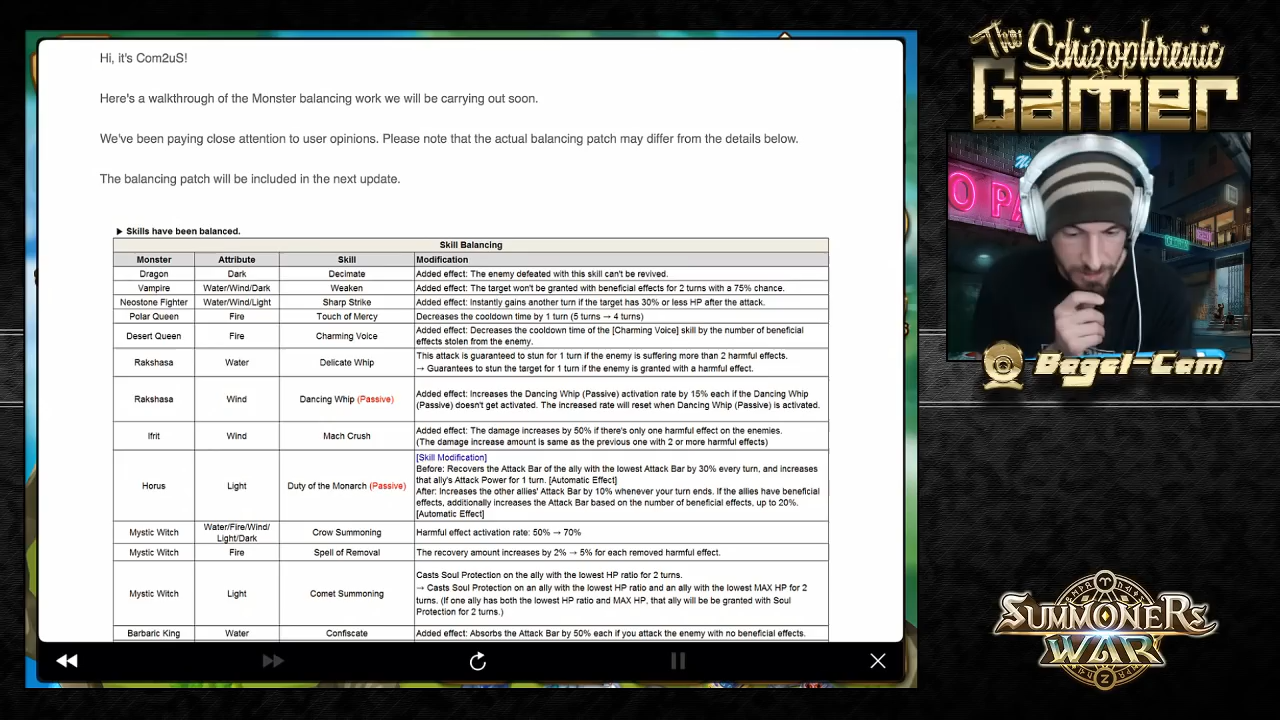 Hi, it's Com2uS!
Here's a walkthrough of the Monster balancing work we will be carrying out soon.
We've been paying close attention to user opinions. Please note that the actual balancing patch may differ from the details below.
The balancing patch will be included in the next update.
▶ Skills have been balanced.
Skill Balancing
Monster Attribute Skill Modification
Dragon Dark Decimate Added effect: The enemy defeated with this skill can't be revived.
Vampire Water/Wind/Dark Weaken Added effect: The target won't be granted with beneficial effects for 2 turns with a 75% chance.
Neostone Fighter Water/Wind/Light Sharp Strike Added effect: Instantly gains another turn if the target has 30% or less HP after the attack.
Polar Queen Fire Touch of Mercy Decreases the cooldown time by 1 turn (5 turns → 4 turns)
Desert Queen Fire Charming Voice Added effect: Decreases the cooldown time of the [Charming Voice] skill by the number of beneficial
effects stolen from the enemy.
Rakshasa Water Delicate Whip This attack is guaranteed to stun for 1 turn if the enemy is suffering more than 2 harmful effects.
→ Guarantees to stun the target for 1 turn if the enemy is granted with a harmful effect.
Rakshasa Wind Dancing Whip (Passive) Added effect: Increases the Dancing Whip (Passive) activation rate by 15% each if the Dancing Whip
(Passive) doesn't get activated. The increased rate will reset when Dancing Whip (Passive) is activated.
Ifrit Wind Mach Crush Added effect: The damage increases by 50% if there's only one harmful effect on the enemies.
(The damage increase amount is same as the previous one with 2 or more harmful effects)
Horus Light Duty of the Monarch (Passive) [Skill Modification]
Before: Recovers the Attack Bar of the ally with the lowest Attack Bar by 30% every turn, and increases
that ally's Attack Power for 1 turn. [Automatic Effect]
After: Increases the other allies' Attack Bar by 10% whenever your turn ends. If the allies have beneficial
effects, additionally increases the Attack Bar based on the number of beneficial effects, up to 20%.
[Automatic Effect]
Mystic Witch Water/Fire/Wind/
Light/Dark Crow Summoning Harmful effect activation rate: 50% → 70%
Mystic Witch Fire Spell of Removal The recovery amount increases by 2% → 5% for each removed harmful effect.
Mystic Witch Light Comet Summoning Casts Soul Protection on the ally with the lowest HP ratio for 2 turns.
→ Casts Soul Protection on an ally with the lowest HP ratio and an ally with the lowest MAX HP for 2
turns. (If one ally has both the lowest HP ratio and MAX HP, that ally will be be granted with Soul
Protection for 2 turns.)
Barbaric King Water Confiscate Added effect: Absorbs the Attack Bar by 50% each if you attack the enemy with no beneficial effects.
The Schizophrenic
Gamer
Bagel-Cam
SUMMONERS
WAR